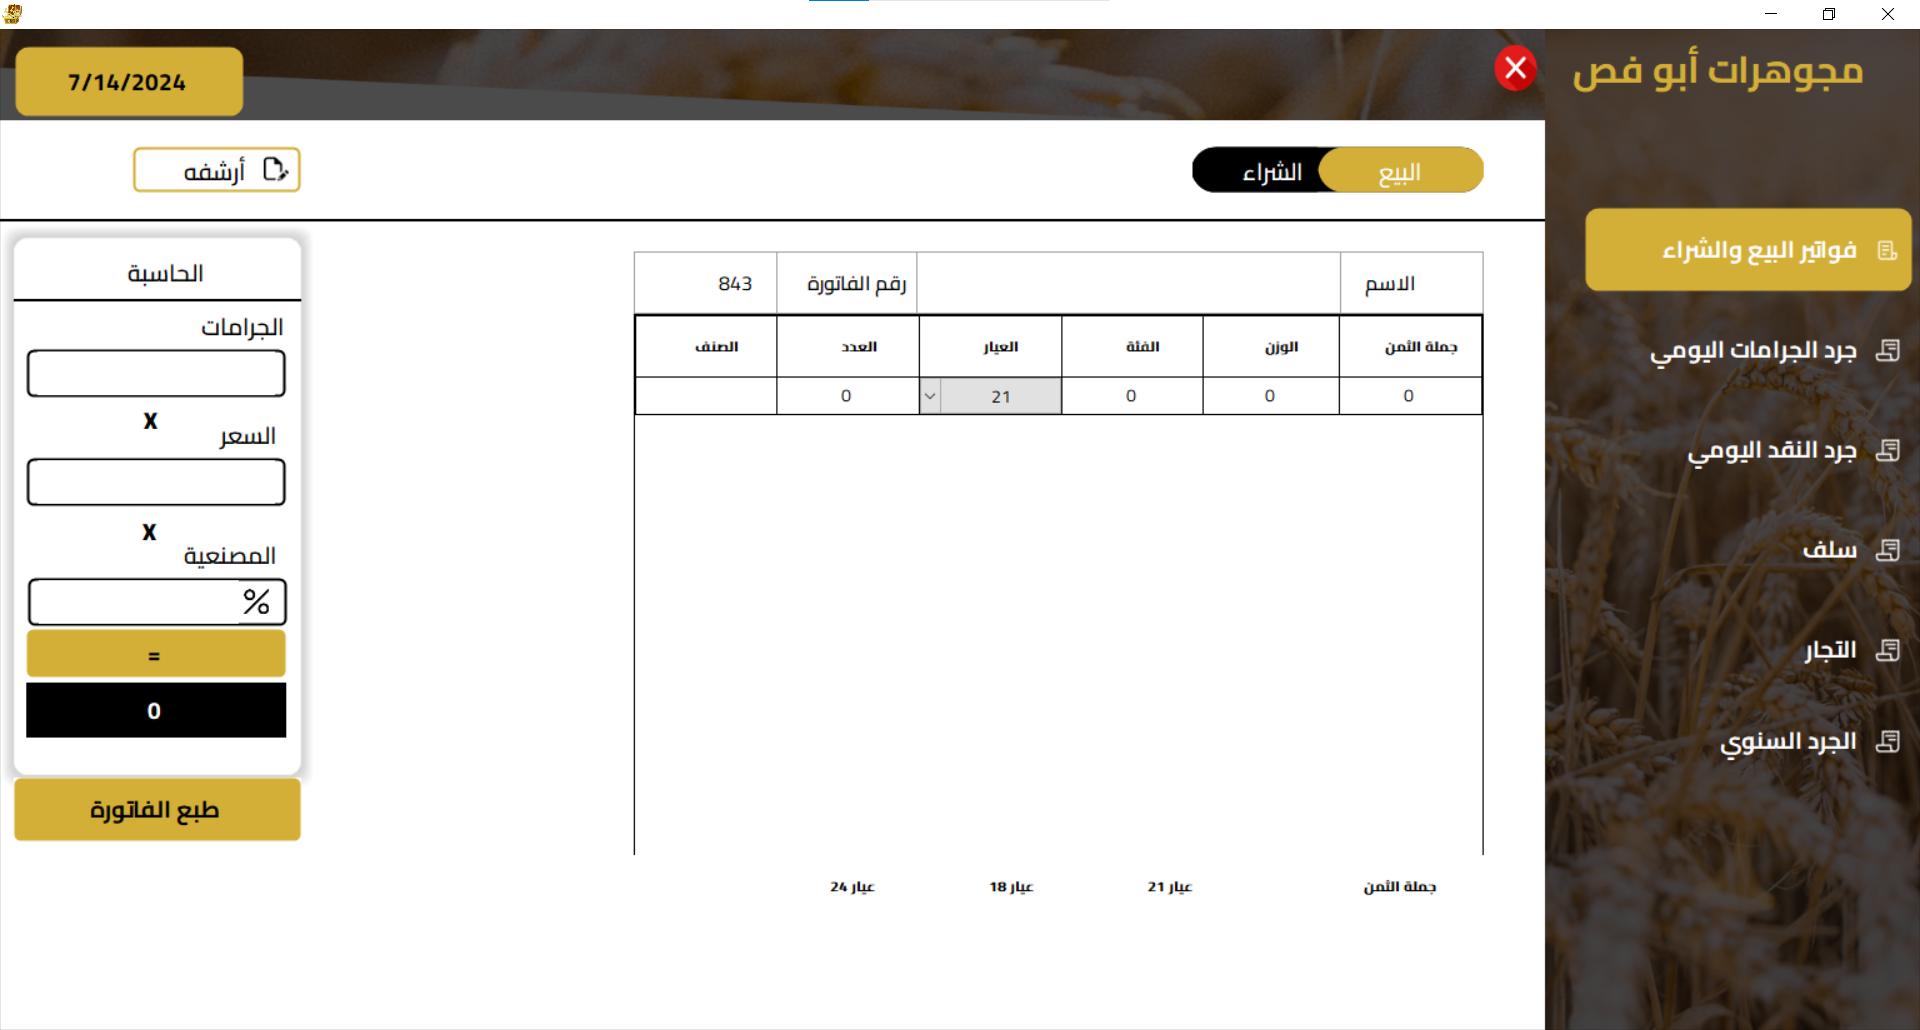 مجوهرات أبو فص
7/14/2024
البيع
الشراء
أرشفه
فواتير البيع والشراء
جرد الجرامات اليومي
جرد النقد اليومي
سلف
التجار
الجرد السنوي
الاسم
رقم الفاتورة
843
جملة الثمن
الوزن
الفئة
العيار
العدد
الصنف
0
0
0
21
0
جملة الثمن
عيار 21
عيار 18
عيار 24
الحاسبة
الجرامات
X
السعر
X
المصنعية
%
=
0
طبع الفاتورة